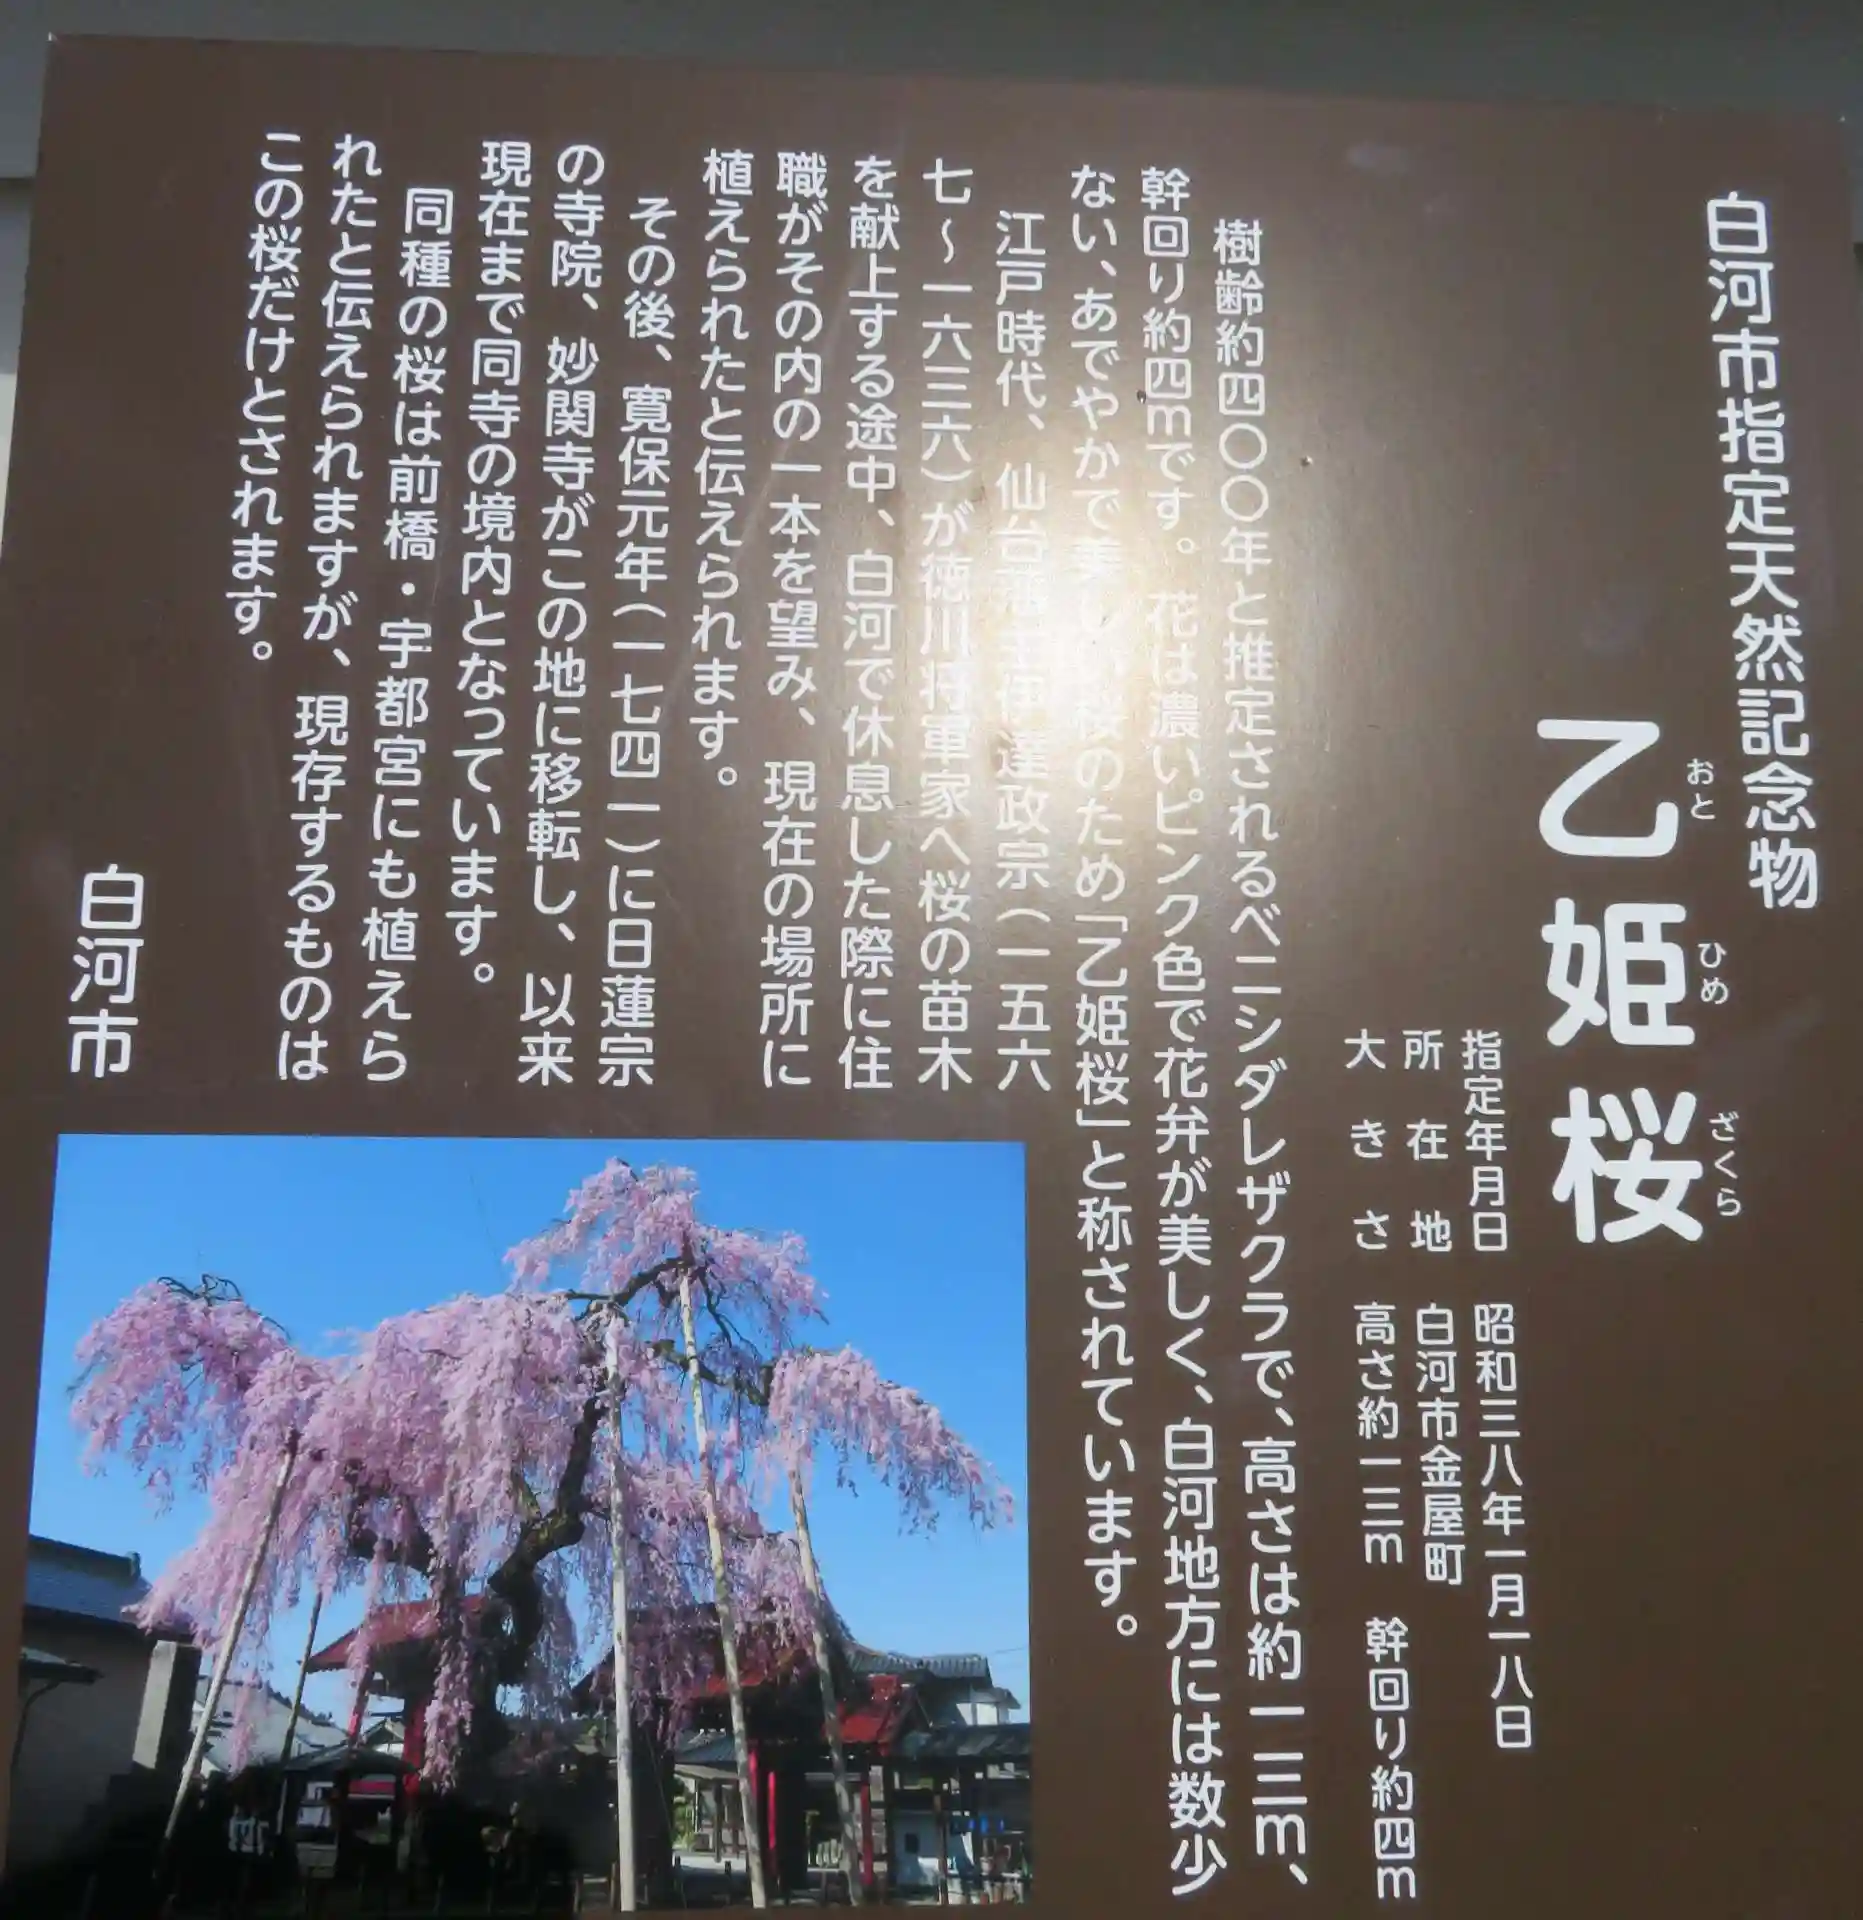 白河市指定天然記念物
乙姫桜
おとひめざくら
指定年月日 昭和三八年一月一八日
所在地 白河市金屋町
大きさ 高さ約一三m 幹回り約四m
樹齢約四〇〇年と推定されるベニシダレザクラで、高さは約一三m、
幹回り約四mです。花は濃いピンク色で花弁が美しく、白河地方には数少
ない、あでやかで美しい桜のため「乙姫桜」と称されています。
江戸時代、仙台藩主伊達政宗(一五六
七～一六三六)が徳川将軍家へ桜の苗木
を献上する途中、白河で休息した際に住
職がその内の一本を望み、現在の場所に
植えられたと伝えられます。
その後、寛保元年(一七四一)に日蓮宗
の寺院、妙関寺がこの地に移転し、以来
現在まで同寺の境内となっています。
同種の桜は前橋・宇都宮にも植えら
れたと伝えられますが、現存するものは
この桜だけとされます。
白河市